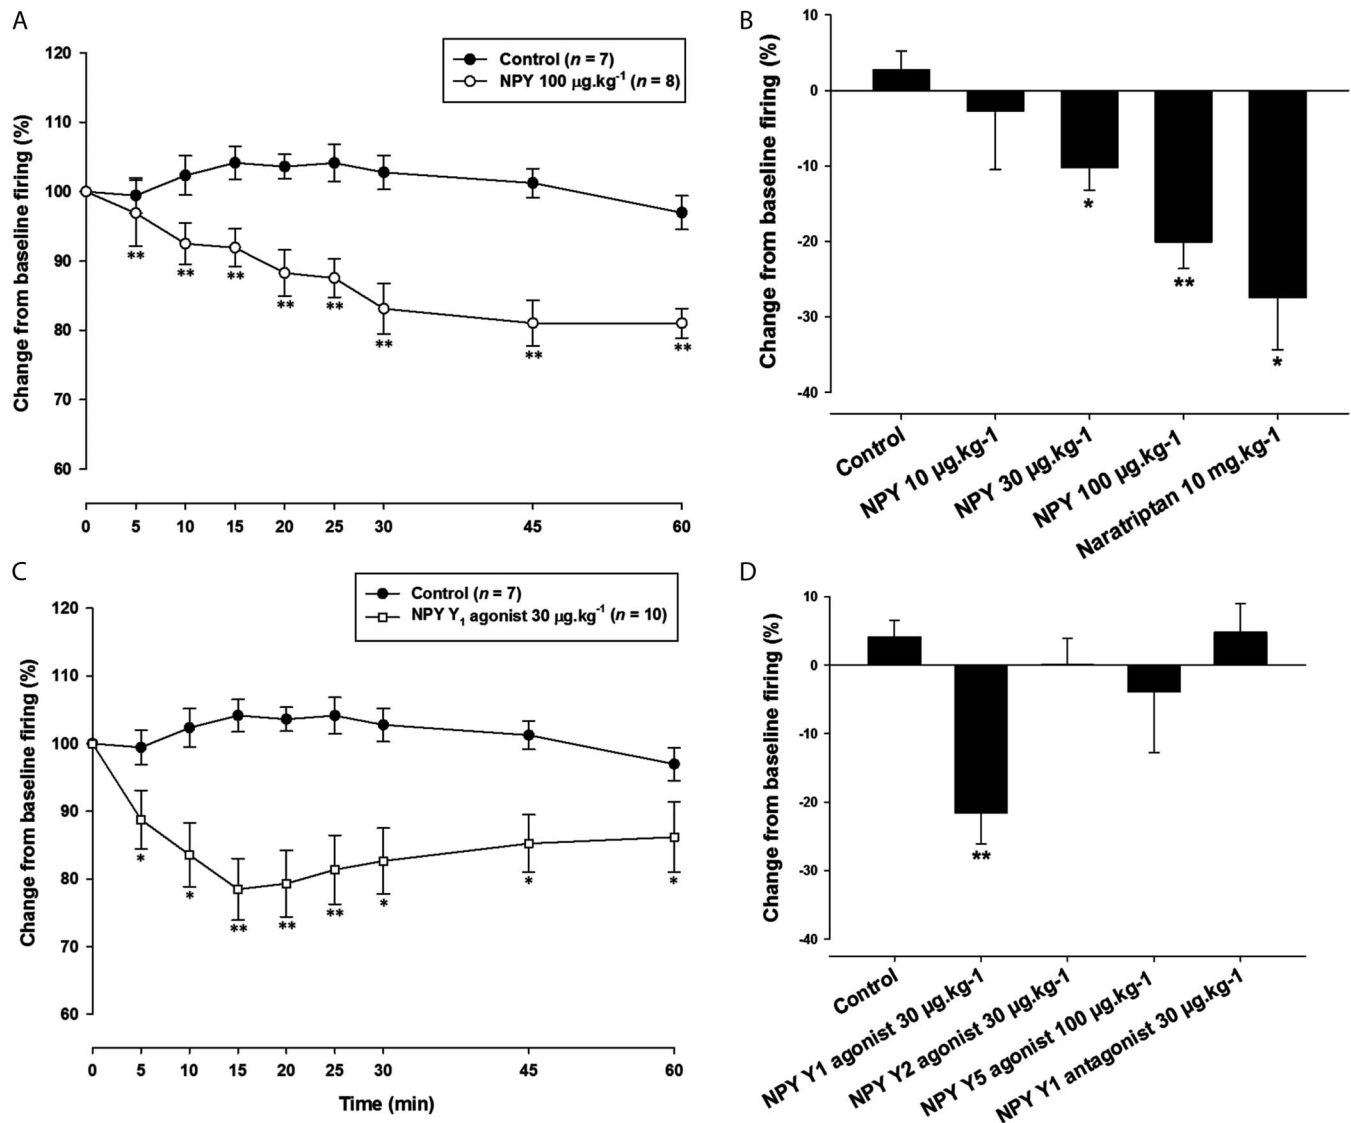 A
Control (n = 7)
NPY 100 μg.kg⁻¹ (n = 8)
Change from baseline firing (%)
120
110
100
90
80
70
60
** ** ** ** ** ** ** **
0 5 10 15 20 25 30 45 60
B
Change from baseline firing (%)
10
0
-10
-20
-30
-40
* ** *
Control
NPY 10 μg.kg-1
NPY 30 μg.kg-1
NPY 100 μg.kg-1
Naratriptan 10 mg.kg-1
C
Control (n = 7)
NPY Y₁ agonist 30 μg.kg⁻¹ (n = 10)
Change from baseline firing (%)
120
110
100
90
80
70
60
* * ** ** ** * * *
0 5 10 15 20 25 30 45 60
Time (min)
D
Change from baseline firing (%)
10
0
-10
-20
-30
-40
**
Control
NPY Y1 agonist 30 μg.kg-1
NPY Y2 agonist 30 μg.kg-1
NPY Y5 agonist 100 μg.kg-1
NPY Y1 antagonist 30 μg.kg-1